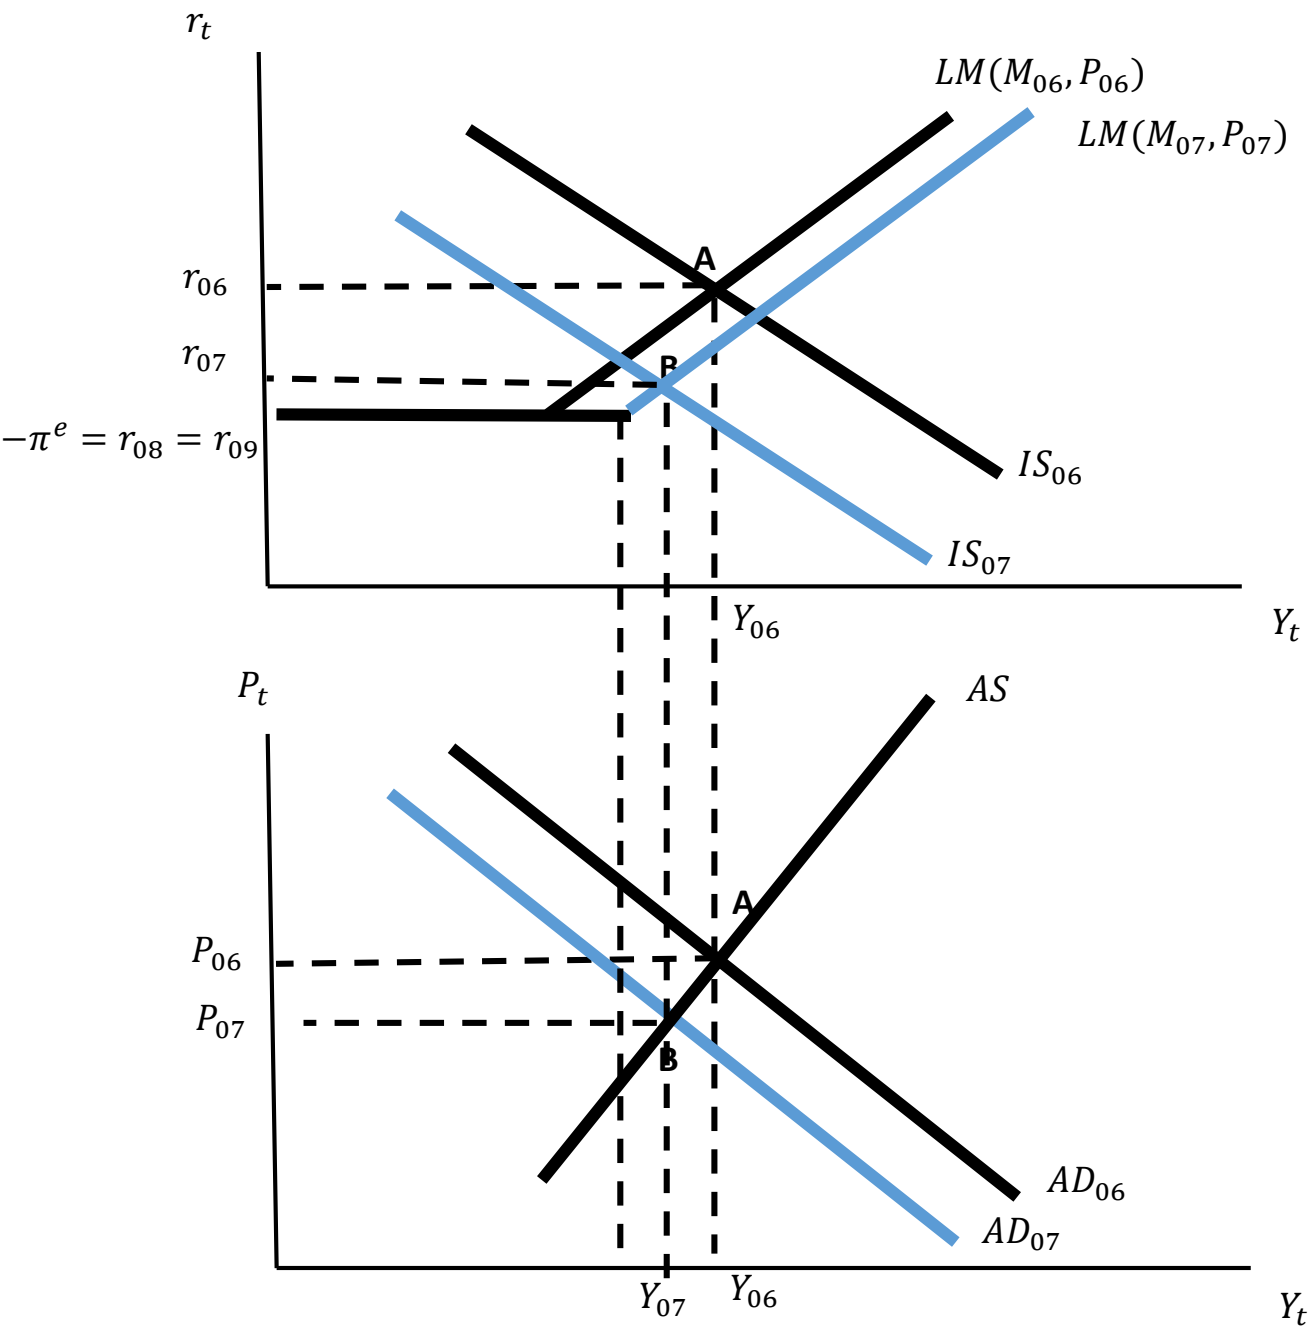 r_t
LM(M_06, P_06)
LM(M_07, P_07)
A
r_06
r_07
B
−π^e = r_08 = r_09
IS_06
IS_07
Y_06
Y_t
P_t
AS
A
P_06
P_07
B
AD_06
AD_07
Y_07
Y_06
Y_t